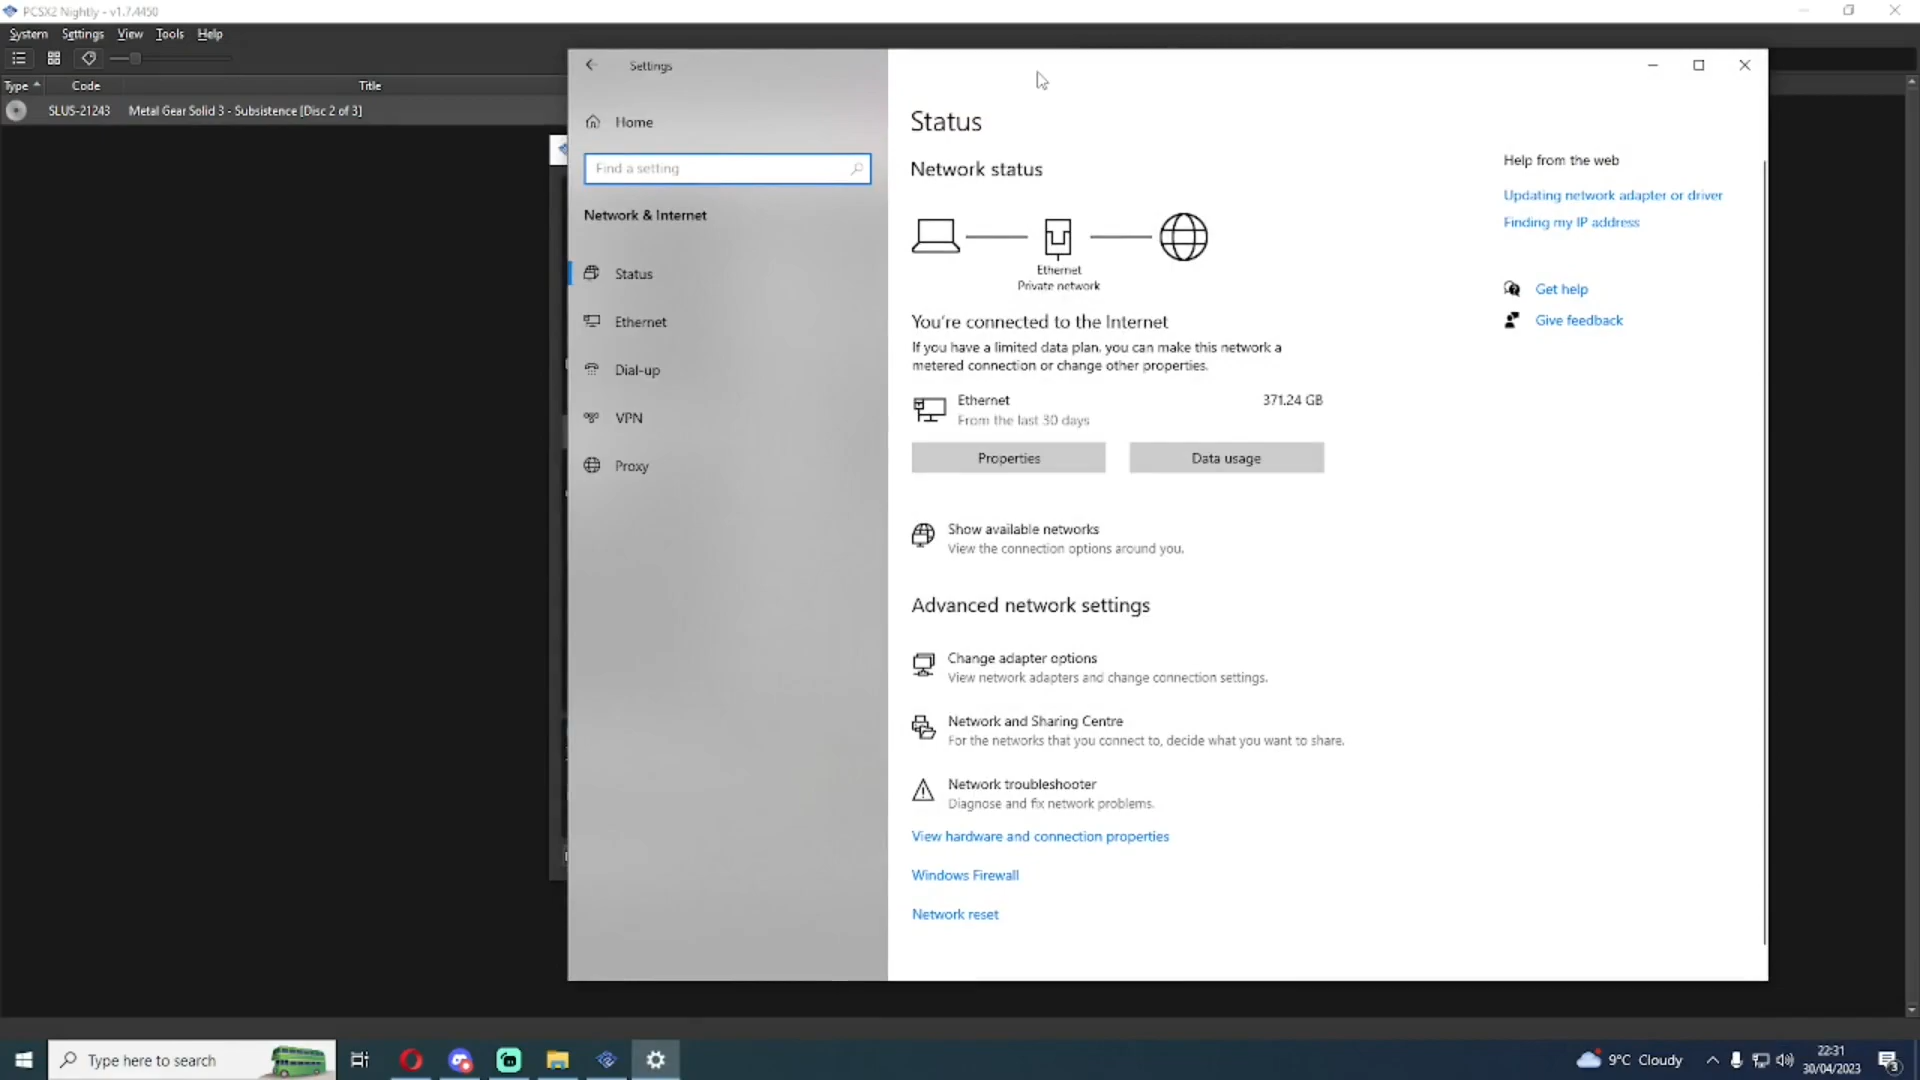 PCSX2 Nightly - v1.7.4450
System Settings View Tools Help
Type Code Title
SLUS-21243 Metal Gear Solid 3 - Subsistence [Disc 2 of 3]
Settings
Home
Find a setting
Network & Internet
Status
Ethernet
Dial-up
VPN
Proxy
Status
Network status
Ethernet
Private network
You're connected to the Internet
If you have a limited data plan, you can make this network a
metered connection or change other properties.
Ethernet 371.24 GB
From the last 30 days
Properties Data usage
Show available networks
View the connection options around you.
Advanced network settings
Change adapter options
View network adapters and change connection settings.
Network and Sharing Centre
For the networks that you connect to, decide what you want to share.
Network troubleshooter
Diagnose and fix network problems.
View hardware and connection properties
Windows Firewall
Network reset
Help from the web
Updating network adapter or driver
Finding my IP address
Get help
Give feedback
Type here to search
9°C Cloudy
22:31
30/04/2023
3